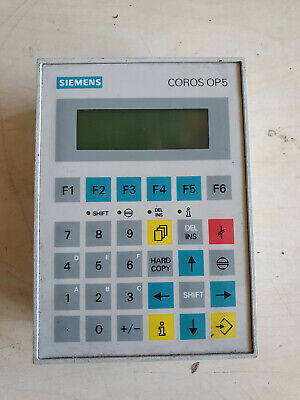 SIEMENS COROS OP5
F1 F2 F3 F4 F5 F6
SHIFT DEL INS i
7 8 9 DEL INS
D E F
4 5 6 HARD COPY
A B C
1 2 3 SHIFT
. 0 +/- i